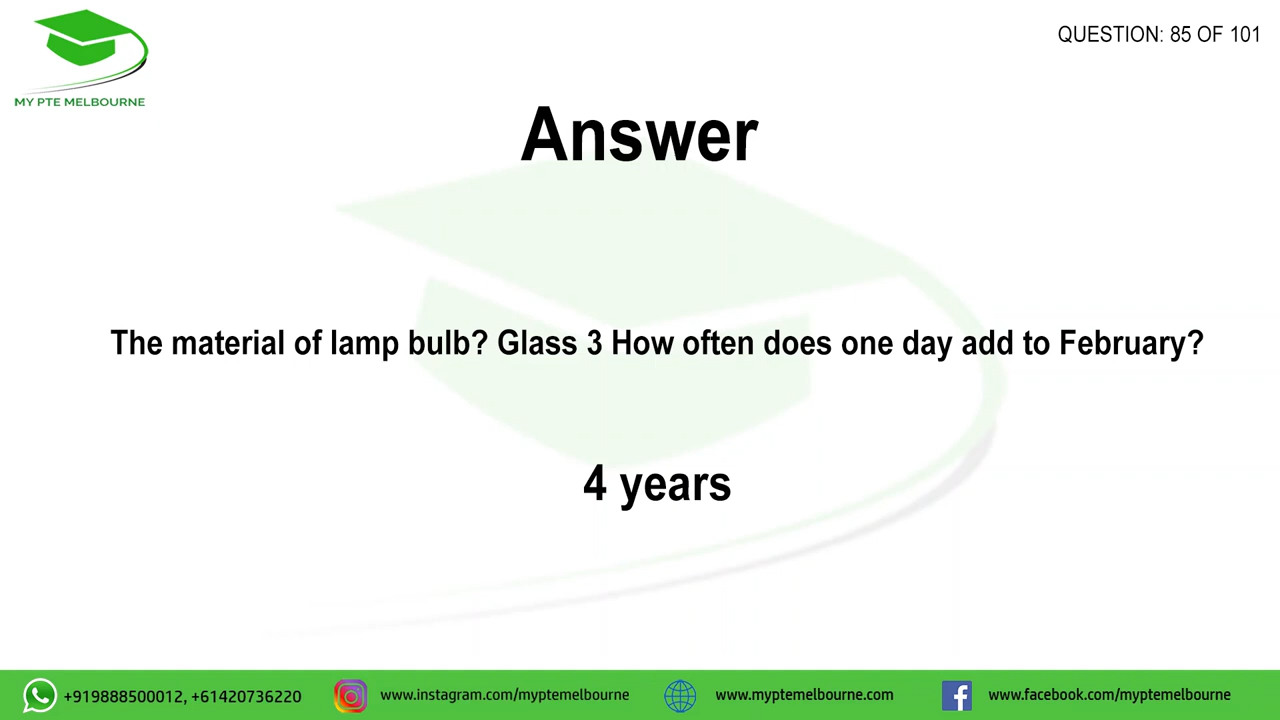 QUESTION: 85 OF 101
MY PTE MELBOURNE
Answer
The material of lamp bulb? Glass 3 How often does one day add to February?
4 years
+919888500012, +61420736220
www.instagram.com/myptemelbourne
www.myptemelbourne.com
www.facebook.com/myptemelbourne